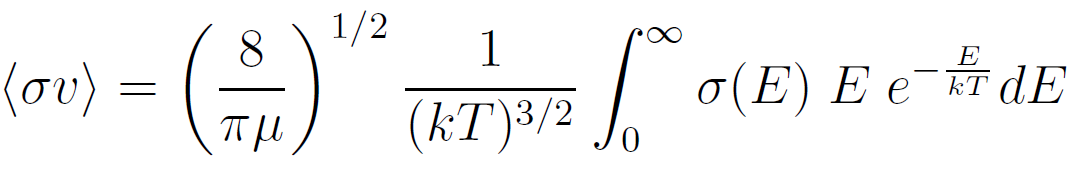 ⟨σv⟩ = (8/πμ)^{1/2} 1/(kT)^{3/2} ∫_0^∞ σ(E) E e^{-E/kT} dE